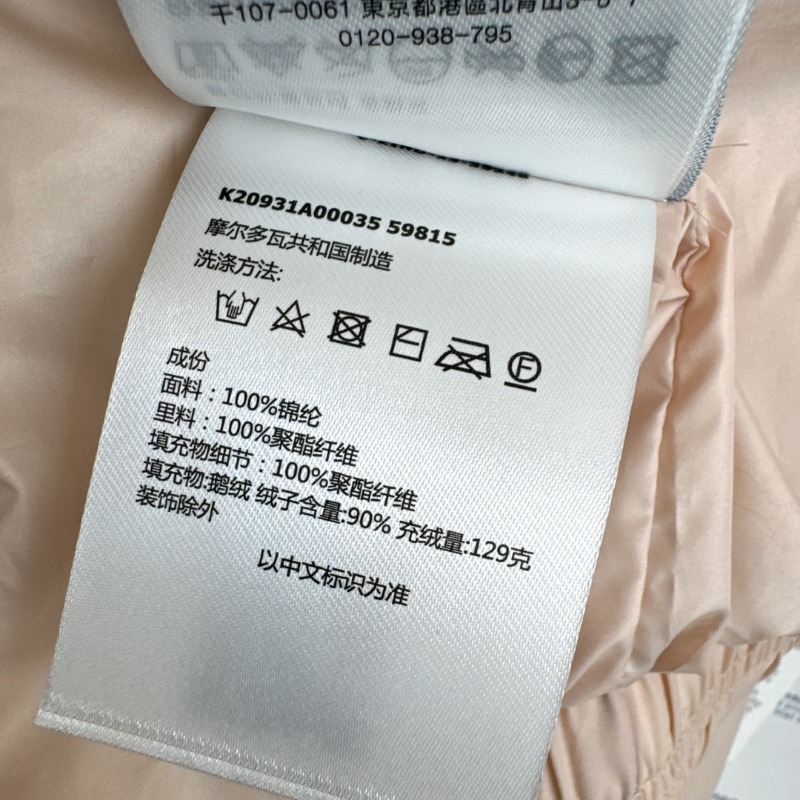 〒107-0061 東京都港區北青山3-6-7
0120-938-795
K20931A00035 59815
摩尔多瓦共和国制造
洗涤方法:
F
成份
面料：100%锦纶
里料：100%聚酯纤维
填充物细节：100%聚酯纤维
填充物:鹅绒 绒子含量:90% 充绒量:129克
装饰除外
以中文标识为准